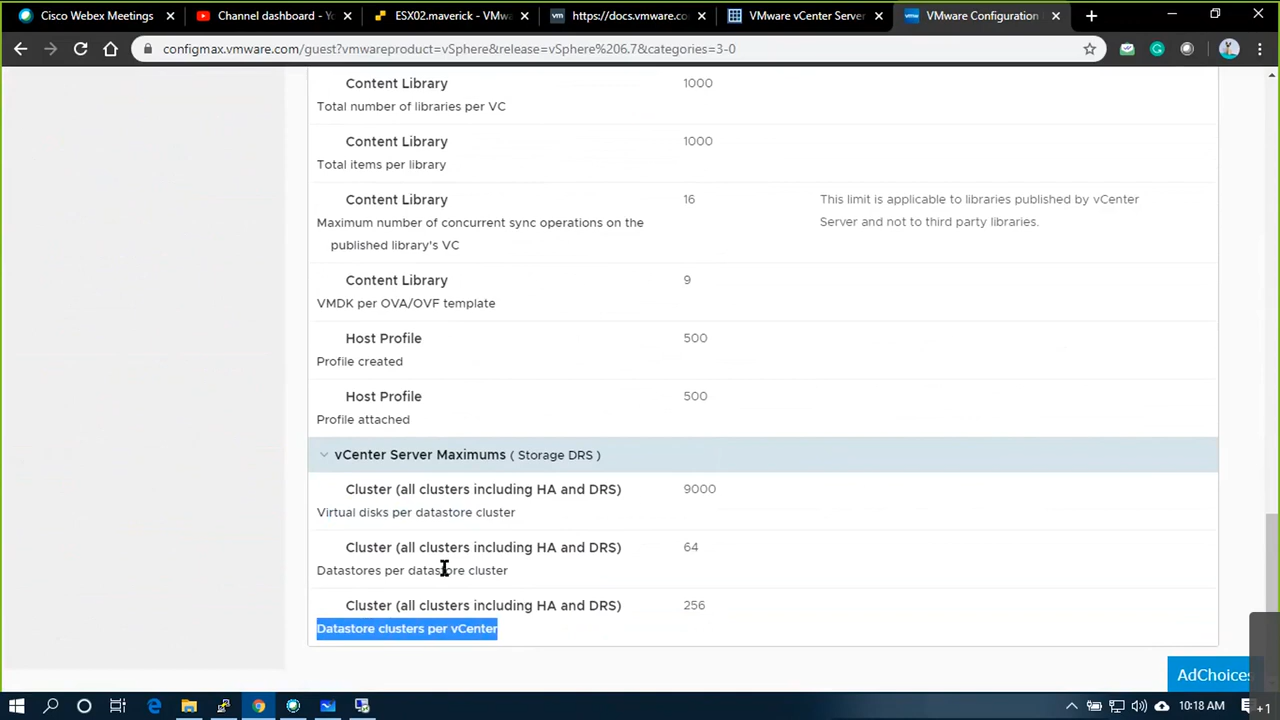 Cisco Webex Meetings
Channel dashboard - Yo
ESX02.maverick - VMw
https://docs.vmware.co
VMware vCenter Server
VMware Configuration
configmax.vmware.com/guest?vmwareproduct=vSphere&release=vSphere%206.7&categories=3-0
Content Library 1000
Total number of libraries per VC
Content Library 1000
Total items per library
Content Library 16 This limit is applicable to libraries published by vCenter
Maximum number of concurrent sync operations on the Server and not to third party libraries.
published library's VC
Content Library 9
VMDK per OVA/OVF template
Host Profile 500
Profile created
Host Profile 500
Profile attached
vCenter Server Maximums ( Storage DRS )
Cluster (all clusters including HA and DRS) 9000
Virtual disks per datastore cluster
Cluster (all clusters including HA and DRS) 64
Datastores per datastore cluster
Cluster (all clusters including HA and DRS) 256
Datastore clusters per vCenter
AdChoices
10:18 AM
+1